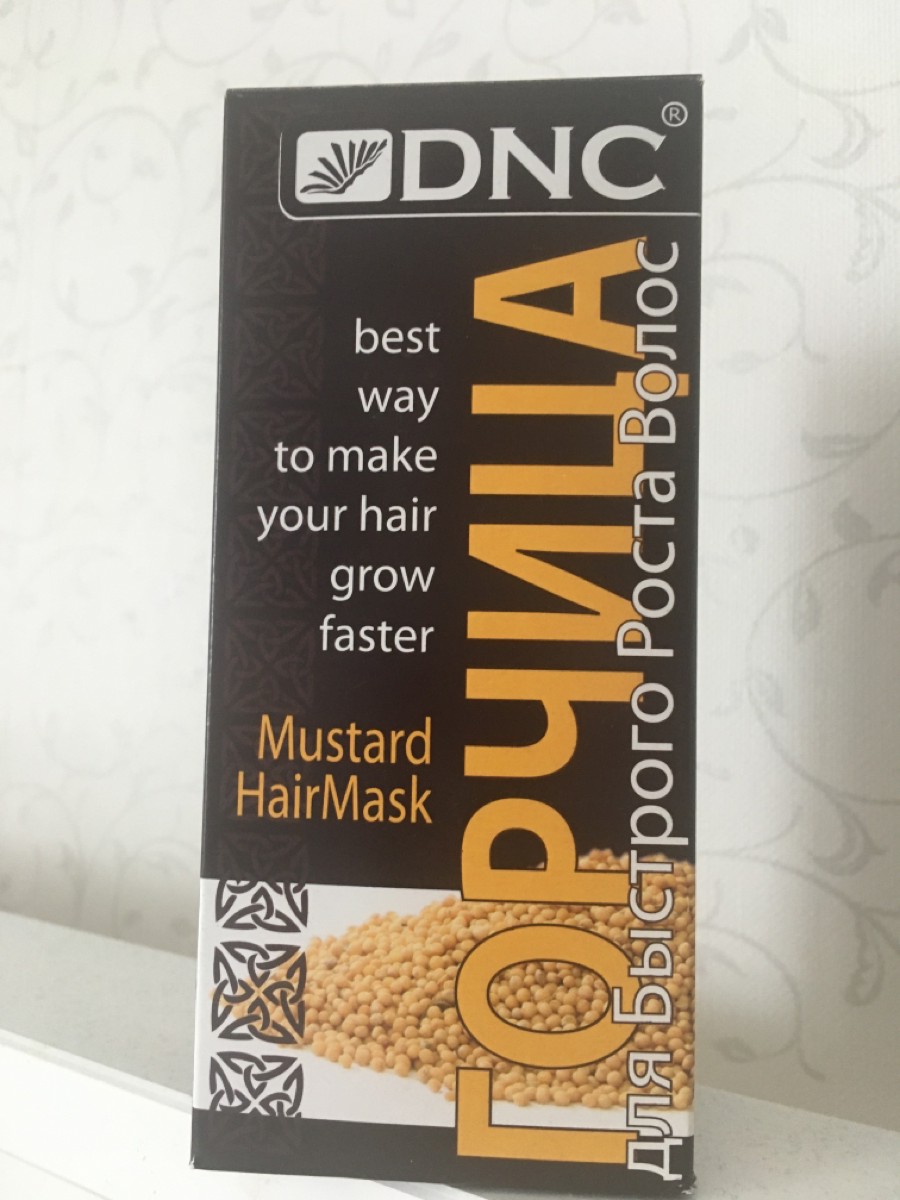 DNC®
best
way
to make
your hair
grow
faster
Mustard
HairMask
ГОРЧИЦА
для Быстрого Роста Волос